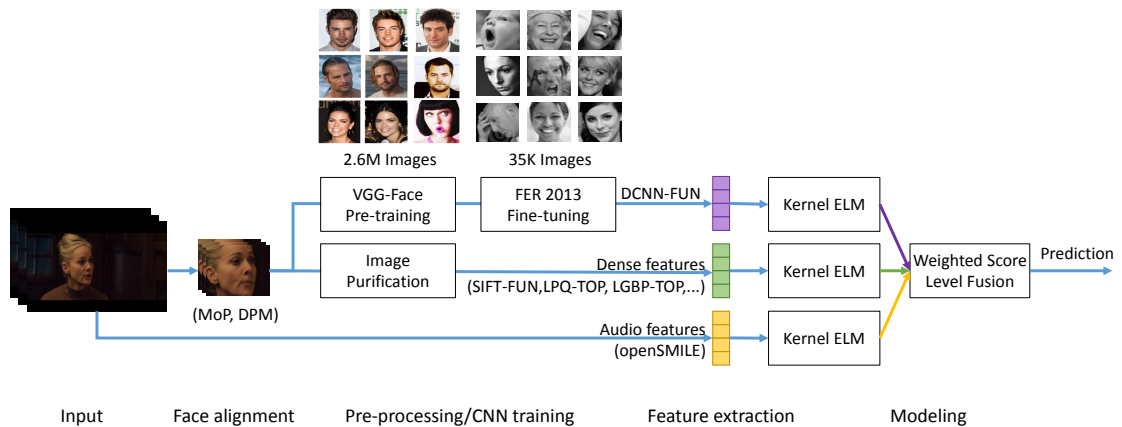 2.6M Images
35K Images
VGG-Face
Pre-training
FER 2013
Fine-tuning
DCNN-FUN
Kernel ELM
(MoP, DPM)
Image
Purification
Dense features
(SIFT-FUN,LPQ-TOP, LGBP-TOP,...)
Kernel ELM
Weighted Score
Level Fusion
Prediction
Audio features
(openSMILE)
Kernel ELM
Input
Face alignment
Pre-processing/CNN training
Feature extraction
Modeling